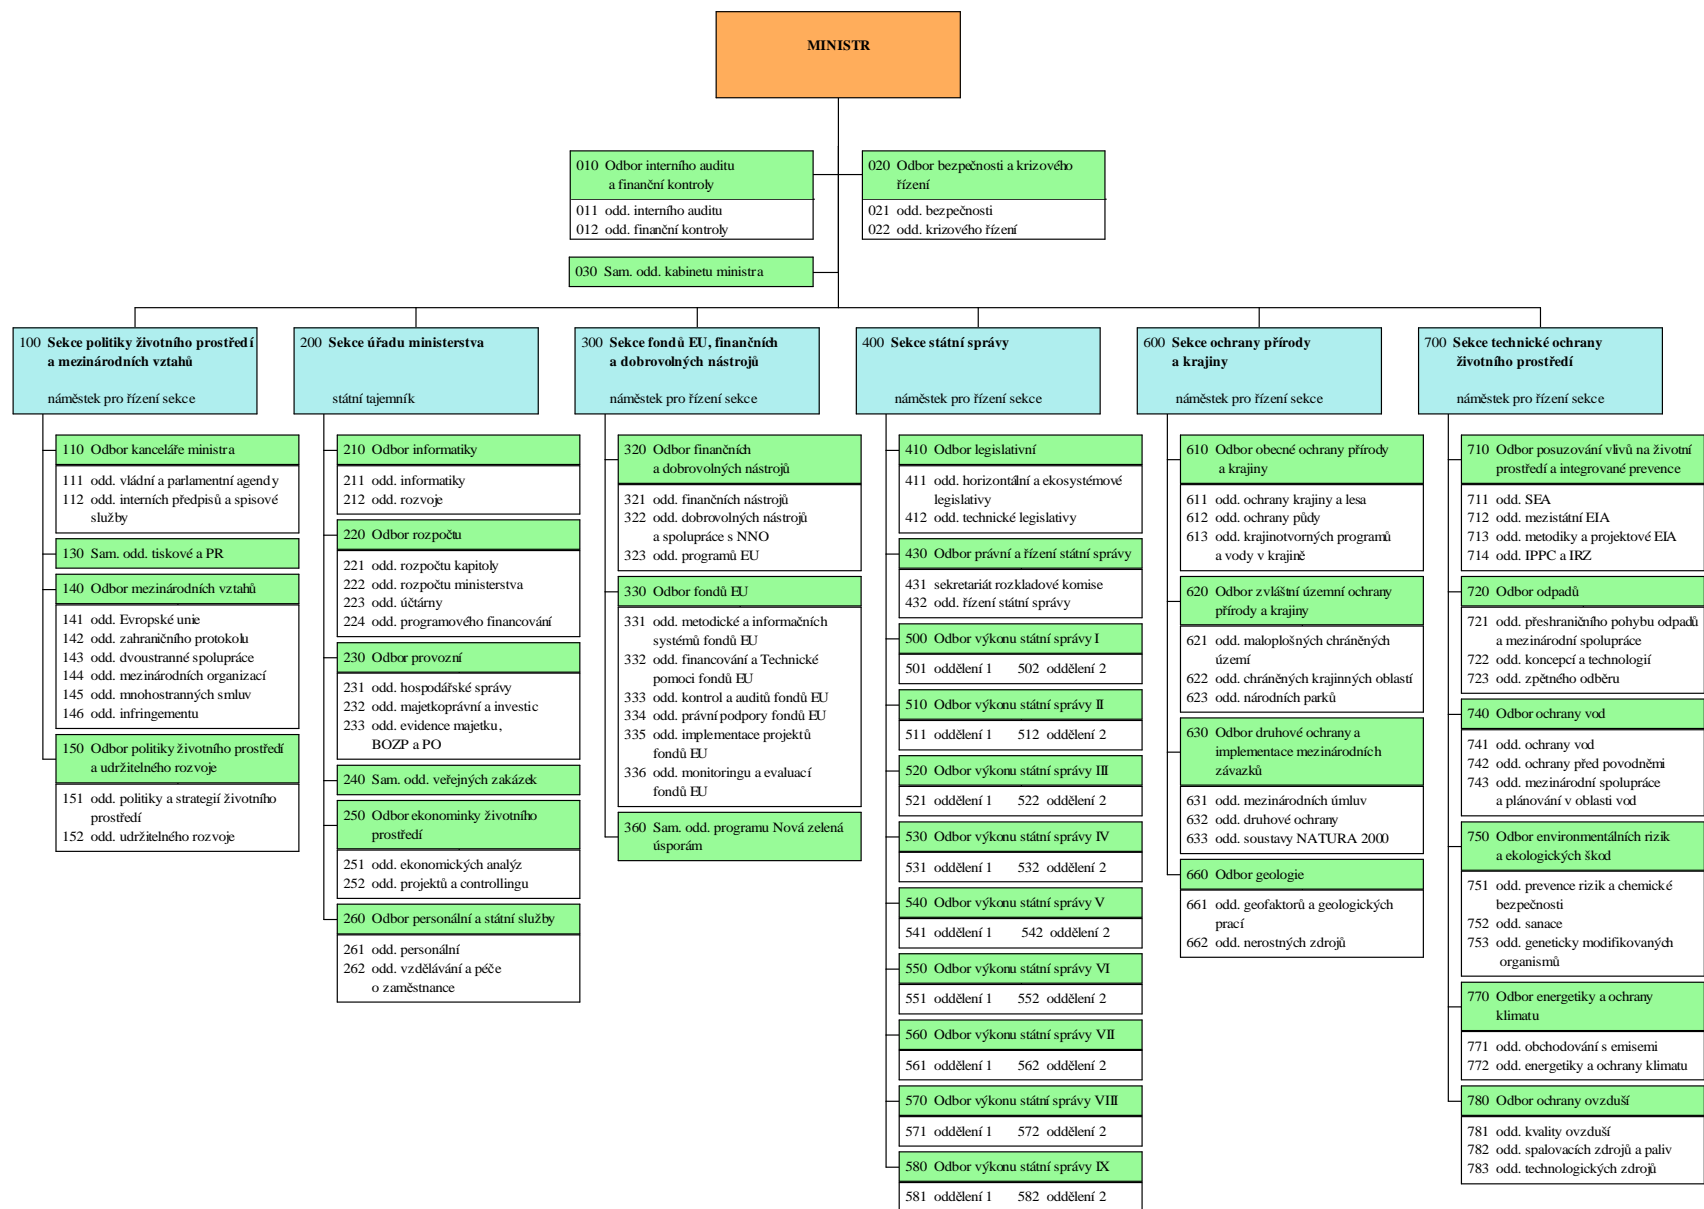 MINISTR
010 Odbor interního auditu
a finanční kontroly
011 odd. interního auditu
012 odd. finanční kontroly
020 Odbor bezpečnosti a krizového
řízení
021 odd. bezpečnosti
022 odd. krizového řízení
030 Sam. odd. kabinetu ministra
100 Sekce politiky životního prostředí
a mezinárodních vztahů
náměstek pro řízení sekce
110 Odbor kanceláře ministra
111 odd. vládní a parlamentní agendy
112 odd. interních předpisů a spisové
služby
130 Sam. odd. tiskové a PR
140 Odbor mezinárodních vztahů
141 odd. Evropské unie
142 odd. zahraničního protokolu
143 odd. dvoustranné spolupráce
144 odd. mezinárodních organizací
145 odd. mnohostranných smluv
146 odd. infringementu
150 Odbor politiky životního prostředí
a udržitelného rozvoje
151 odd. politiky a strategií životního
prostředí
152 odd. udržitelného rozvoje
200 Sekce úřadu ministerstva
státní tajemník
210 Odbor informatiky
211 odd. informatiky
212 odd. rozvoje
220 Odbor rozpočtu
221 odd. rozpočtu kapitoly
222 odd. rozpočtu ministerstva
223 odd. účtárny
224 odd. programového financování
230 Odbor provozní
231 odd. hospodářské správy
232 odd. majetkoprávní a investic
233 odd. evidence majetku,
BOZP a PO
240 Sam. odd. veřejných zakázek
250 Odbor ekonominky životního
prostředí
251 odd. ekonomických analýz
252 odd. projektů a controllingu
260 Odbor personální a státní služby
261 odd. personální
262 odd. vzdělávání a péče
o zaměstnance
300 Sekce fondů EU, finančních
a dobrovolných nástrojů
náměstek pro řízení sekce
320 Odbor finančních
a dobrovolných nástrojů
321 odd. finančních nástrojů
322 odd. dobrovolných nástrojů
a spolupráce s NNO
323 odd. programů EU
330 Odbor fondů EU
331 odd. metodické a informačních
systémů fondů EU
332 odd. financování a Technické
pomoci fondů EU
333 odd. kontrol a auditů fondů EU
334 odd. právní podpory fondů EU
335 odd. implementace projektů
fondů EU
336 odd. monitoringu a evaluací
fondů EU
360 Sam. odd. programu Nová zelená
úsporám
400 Sekce státní správy
náměstek pro řízení sekce
410 Odbor legislativní
411 odd. horizontální a ekosystémové
legislativy
412 odd. technické legislativy
430 Odbor právní a řízení státní správy
431 sekretariát rozkladové komise
432 odd. řízení státní správy
500 Odbor výkonu státní správy I
501 oddělení 1 502 oddělení 2
510 Odbor výkonu státní správy II
511 oddělení 1 512 oddělení 2
520 Odbor výkonu státní správy III
521 oddělení 1 522 oddělení 2
530 Odbor výkonu státní správy IV
531 oddělení 1 532 oddělení 2
540 Odbor výkonu státní správy V
541 oddělení 1 542 oddělení 2
550 Odbor výkonu státní správy VI
551 oddělení 1 552 oddělení 2
560 Odbor výkonu státní správy VII
561 oddělení 1 562 oddělení 2
570 Odbor výkonu státní správy VIII
571 oddělení 1 572 oddělení 2
580 Odbor výkonu státní správy IX
581 oddělení 1 582 oddělení 2
600 Sekce ochrany přírody
a krajiny
náměstek pro řízení sekce
610 Odbor obecné ochrany přírody
a krajiny
611 odd. ochrany krajiny a lesa
612 odd. ochrany půdy
613 odd. krajinotvorných programů
a vody v krajině
620 Odbor zvláštní územní ochrany
přírody a krajiny
621 odd. maloplošných chráněných
území
622 odd. chráněných krajinných oblastí
623 odd. národních parků
630 Odbor druhové ochrany a
implementace mezinárodních
závazků
631 odd. mezinárodních úmluv
632 odd. druhové ochrany
633 odd. soustavy NATURA 2000
660 Odbor geologie
661 odd. geofaktorů a geologických
prací
662 odd. nerostných zdrojů
700 Sekce technické ochrany
životního prostředí
náměstek pro řízení sekce
710 Odbor posuzování vlivů na životní
prostředí a integrované prevence
711 odd. SEA
712 odd. mezistátní EIA
713 odd. metodiky a projektové EIA
714 odd. IPPC a IRZ
720 Odbor odpadů
721 odd. přeshraničního pohybu odpadů
a mezinárodní spolupráce
722 odd. koncepcí a technologií
723 odd. zpětného odběru
740 Odbor ochrany vod
741 odd. ochrany vod
742 odd. ochrany před povodněmi
743 odd. mezinárodní spolupráce
a plánování v oblasti vod
750 Odbor environmentálních rizik
a ekologických škod
751 odd. prevence rizik a chemické
bezpečnosti
752 odd. sanace
753 odd. geneticky modifikovaných
organismů
770 Odbor energetiky a ochrany
klimatu
771 odd. obchodování s emisemi
772 odd. energetiky a ochrany klimatu
780 Odbor ochrany ovzduší
781 odd. kvality ovzduší
782 odd. spalovacích zdrojů a paliv
783 odd. technologických zdrojů